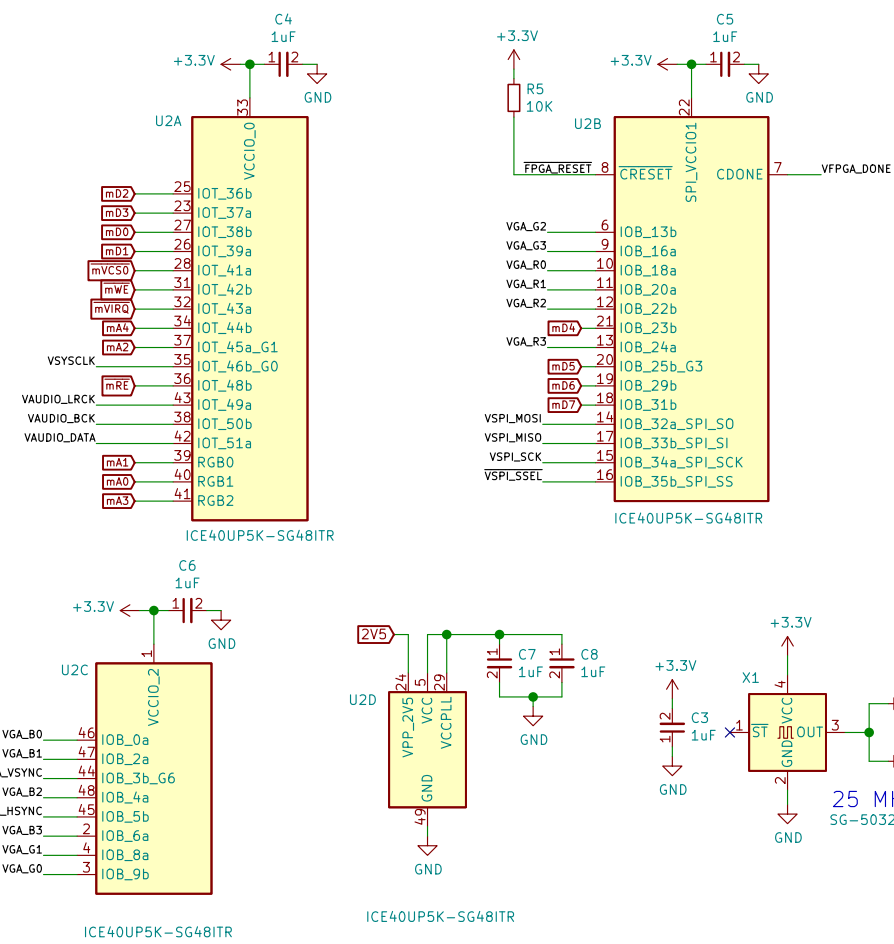 C4
1uF
+3.3V
1 2
GND
33
U2A
VCCIO_0
mD2 25 IOT_36b
mD3 23 IOT_37a
mD0 27 IOT_38b
mD1 26 IOT_39a
mVCS0 28 IOT_41a
mWE 31 IOT_42b
mVIRQ 32 IOT_43a
mA4 34 IOT_44b
mA2 37 IOT_45a_G1
VSYSCLK 35 IOT_46b_G0
mRE 36 IOT_48b
VAUDIO_LRCK 43 IOT_49a
VAUDIO_BCK 38 IOT_50b
VAUDIO_DATA 42 IOT_51a
mA1 39 RGB0
mA0 40 RGB1
mA3 41 RGB2
ICE40UP5K-SG48ITR
C5
1uF
+3.3V
+3.3V
1 2
GND
R5
10K
22
U2B
SPI_VCCIO1
FPGA_RESET 8 CRESET
CDONE 7 VFPGA_DONE
VGA_G2 6 IOB_13b
VGA_G3 9 IOB_16a
VGA_R0 10 IOB_18a
VGA_R1 11 IOB_20a
VGA_R2 12 IOB_22b
mD4 21 IOB_23b
VGA_R3 13 IOB_24a
mD5 20 IOB_25b_G3
mD6 19 IOB_29b
mD7 18 IOB_31b
VSPI_MOSI 14 IOB_32a_SPI_SO
VSPI_MISO 17 IOB_33b_SPI_SI
VSPI_SCK 15 IOB_34a_SPI_SCK
VSPI_SSEL 16 IOB_35b_SPI_SS
ICE40UP5K-SG48ITR
C6
1uF
+3.3V
1 2
GND
1
U2C
VCCIO_2
VGA_B0 46 IOB_0a
VGA_B1 47 IOB_2a
A_VSYNC 44 IOB_3b_G6
VGA_B2 48 IOB_4a
_HSYNC 45 IOB_5b
VGA_B3 2 IOB_6a
VGA_G1 4 IOB_8a
VGA_G0 3 IOB_9b
ICE40UP5K-SG48ITR
2V5
24
5
29
U2D
VPP_2V5
VCC
VCCPLL
GND
49
GND
1 2
C7
1uF
1 2
C8
1uF
GND
ICE40UP5K-SG48ITR
+3.3V
2
1
C3
1uF
GND
+3.3V
X1
4
VCC
1 ST
OUT 3
GND
2
GND
25 M
SG-5032